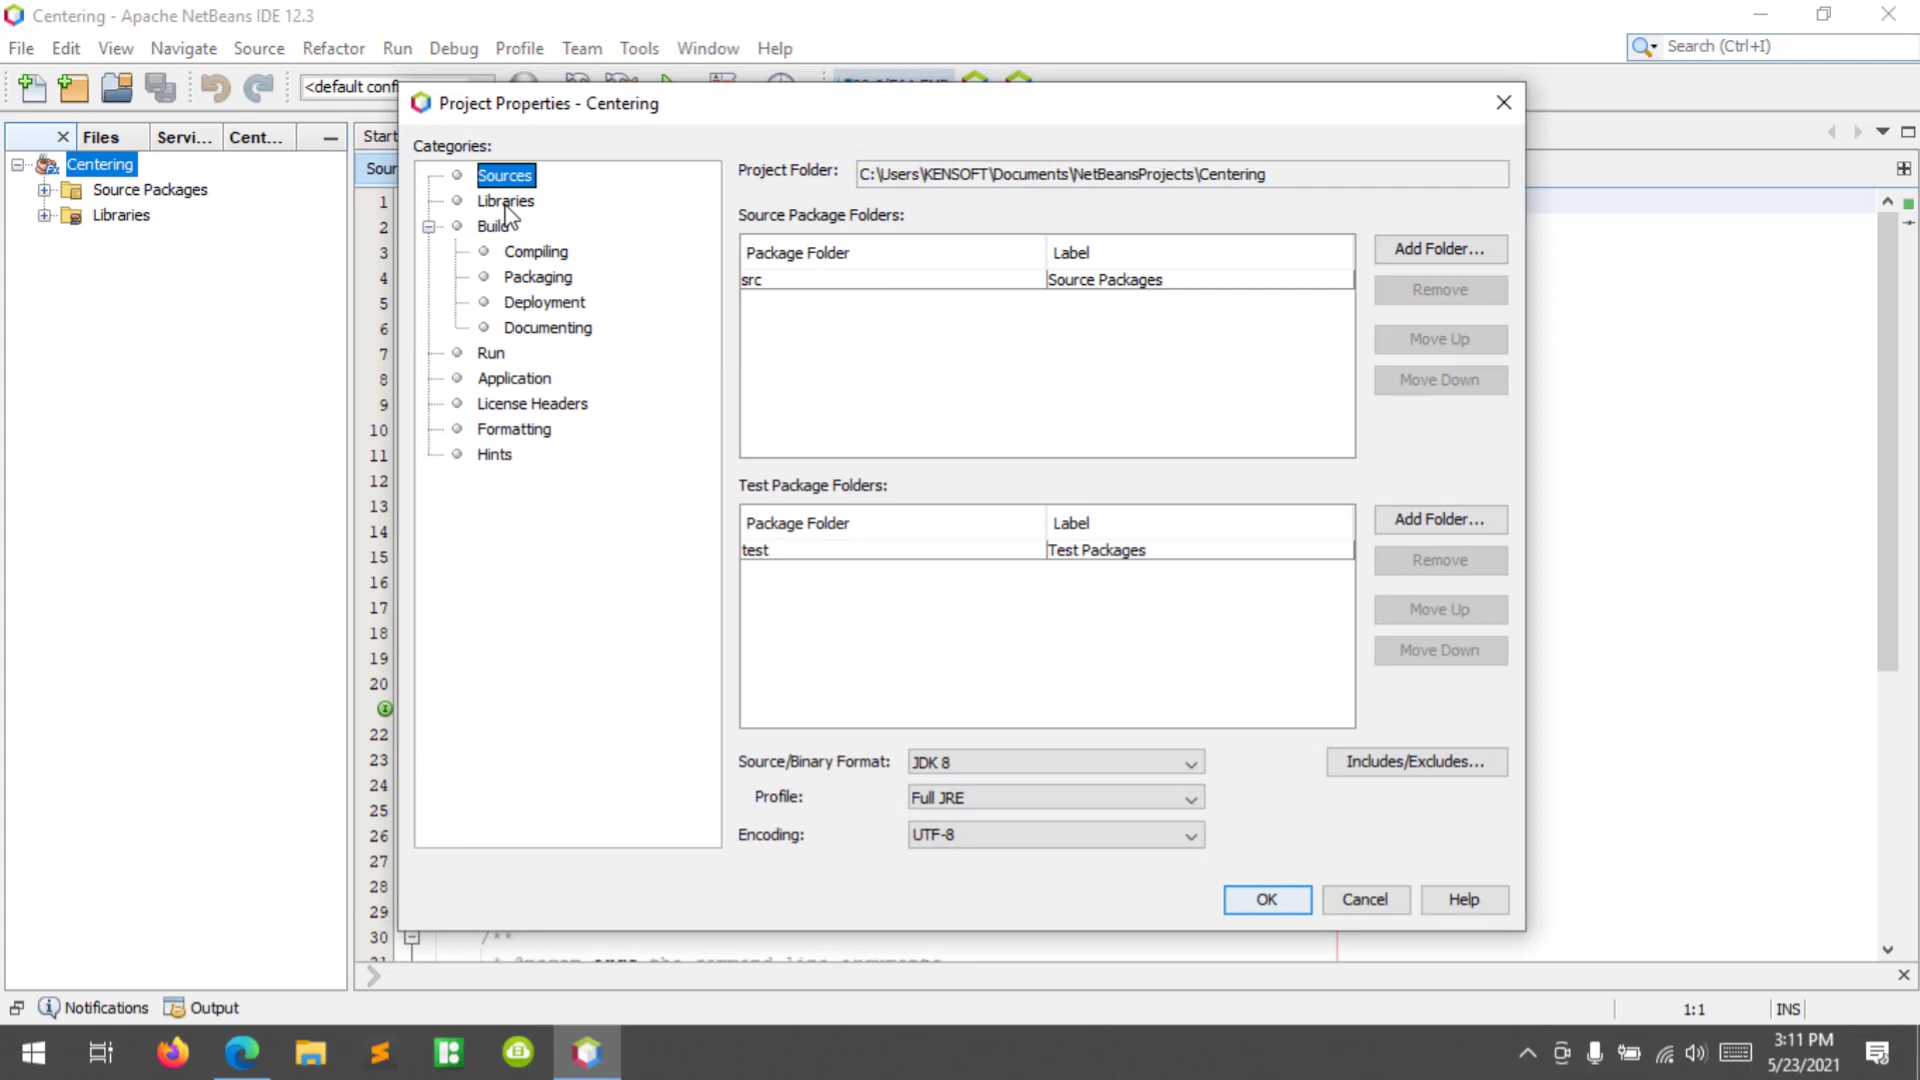 Centering - Apache NetBeans IDE 12.3
File Edit View Navigate Source Refactor Run Debug Profile Team Tools Window Help
Search (Ctrl+I)
<default conf
Project Properties - Centering
Files Servi... Cent...
Start
Centering
Source Packages
Libraries
Sour
Categories:
Sources
Libraries
Build
Compiling
Packaging
Deployment
Documenting
Run
Application
License Headers
Formatting
Hints
Project Folder: C:\Users\KENSOFT\Documents\NetBeansProjects\Centering
Source Package Folders:
Package Folder Label
src Source Packages
Add Folder...
Remove
Move Up
Move Down
Test Package Folders:
Package Folder Label
test Test Packages
Add Folder...
Remove
Move Up
Move Down
Source/Binary Format: JDK 8
Includes/Excludes...
Profile: Full JRE
Encoding: UTF-8
OK Cancel Help
1
2
3
4
5
6
7
8
9
10
11
12
13
14
15
16
17
18
19
20
22
23
24
25
26
27
28
29
30 /**
Notifications Output
1:1 INS
3:11 PM
5/23/2021